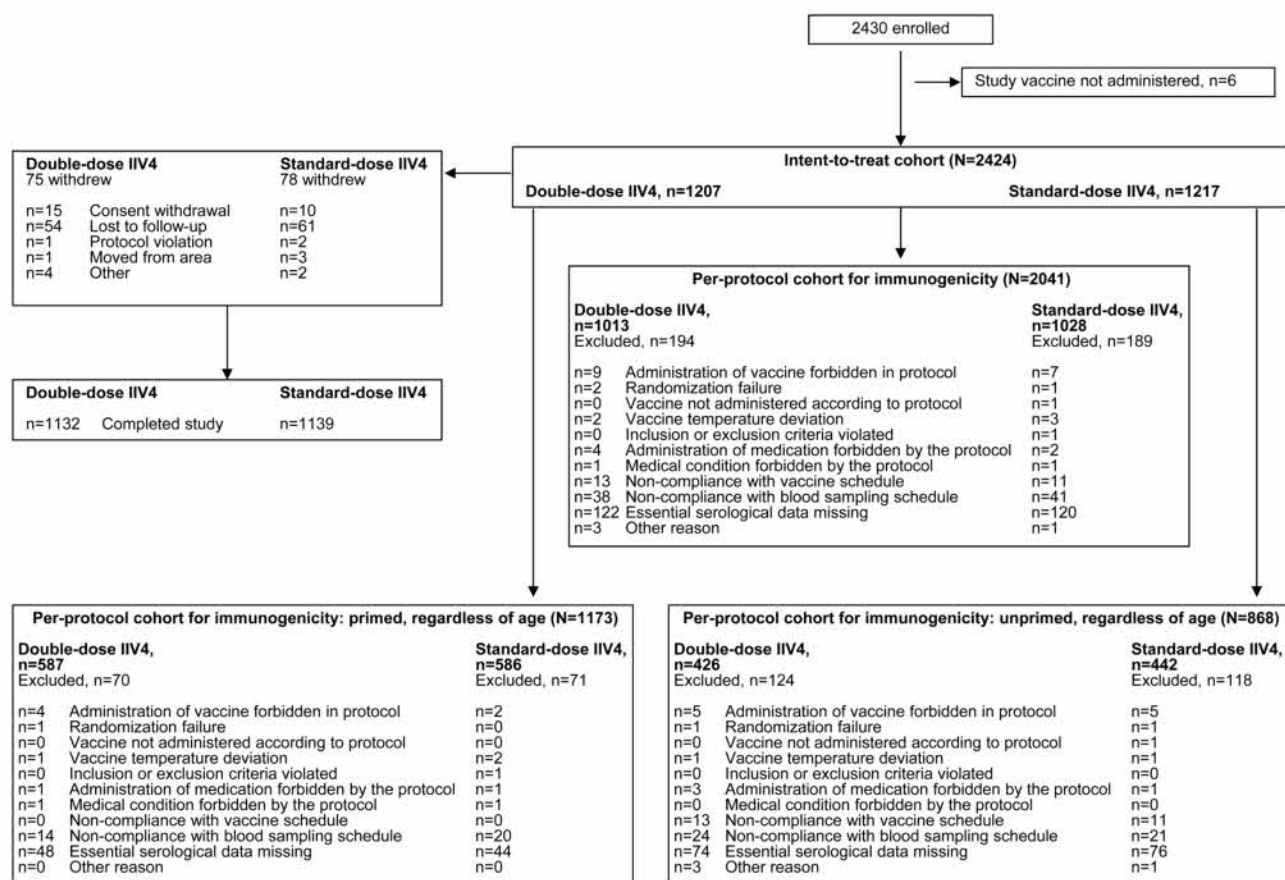 2430 enrolled
Study vaccine not administered, n=6
Intent-to-treat cohort (N=2424)
Double-dose IIV4, n=1207 Standard-dose IIV4, n=1217
Double-dose IIV4 Standard-dose IIV4
75 withdrew 78 withdrew
n=15 Consent withdrawal n=10
n=54 Lost to follow-up n=61
n=1 Protocol violation n=2
n=1 Moved from area n=3
n=4 Other n=2
Double-dose IIV4 Standard-dose IIV4
n=1132 Completed study n=1139
Per-protocol cohort for immunogenicity (N=2041)
Double-dose IIV4, Standard-dose IIV4,
n=1013 n=1028
Excluded, n=194 Excluded, n=189
n=9 Administration of vaccine forbidden in protocol n=7
n=2 Randomization failure n=1
n=0 Vaccine not administered according to protocol n=1
n=2 Vaccine temperature deviation n=3
n=0 Inclusion or exclusion criteria violated n=1
n=4 Administration of medication forbidden by the protocol n=2
n=1 Medical condition forbidden by the protocol n=1
n=13 Non-compliance with vaccine schedule n=11
n=38 Non-compliance with blood sampling schedule n=41
n=122 Essential serological data missing n=120
n=3 Other reason n=1
Per-protocol cohort for immunogenicity: primed, regardless of age (N=1173)
Double-dose IIV4, Standard-dose IIV4,
n=587 n=586
Excluded, n=70 Excluded, n=71
n=4 Administration of vaccine forbidden in protocol n=2
n=1 Randomization failure n=0
n=0 Vaccine not administered according to protocol n=0
n=1 Vaccine temperature deviation n=2
n=0 Inclusion or exclusion criteria violated n=1
n=1 Administration of medication forbidden by the protocol n=1
n=1 Medical condition forbidden by the protocol n=1
n=0 Non-compliance with vaccine schedule n=0
n=14 Non-compliance with blood sampling schedule n=20
n=48 Essential serological data missing n=44
n=0 Other reason n=0
Per-protocol cohort for immunogenicity: unprimed, regardless of age (N=868)
Double-dose IIV4, Standard-dose IIV4,
n=426 n=442
Excluded, n=124 Excluded, n=118
n=5 Administration of vaccine forbidden in protocol n=5
n=1 Randomization failure n=1
n=0 Vaccine not administered according to protocol n=1
n=1 Vaccine temperature deviation n=1
n=0 Inclusion or exclusion criteria violated n=0
n=3 Administration of medication forbidden by the protocol n=1
n=0 Medical condition forbidden by the protocol n=0
n=13 Non-compliance with vaccine schedule n=11
n=24 Non-compliance with blood sampling schedule n=21
n=74 Essential serological data missing n=76
n=3 Other reason n=1